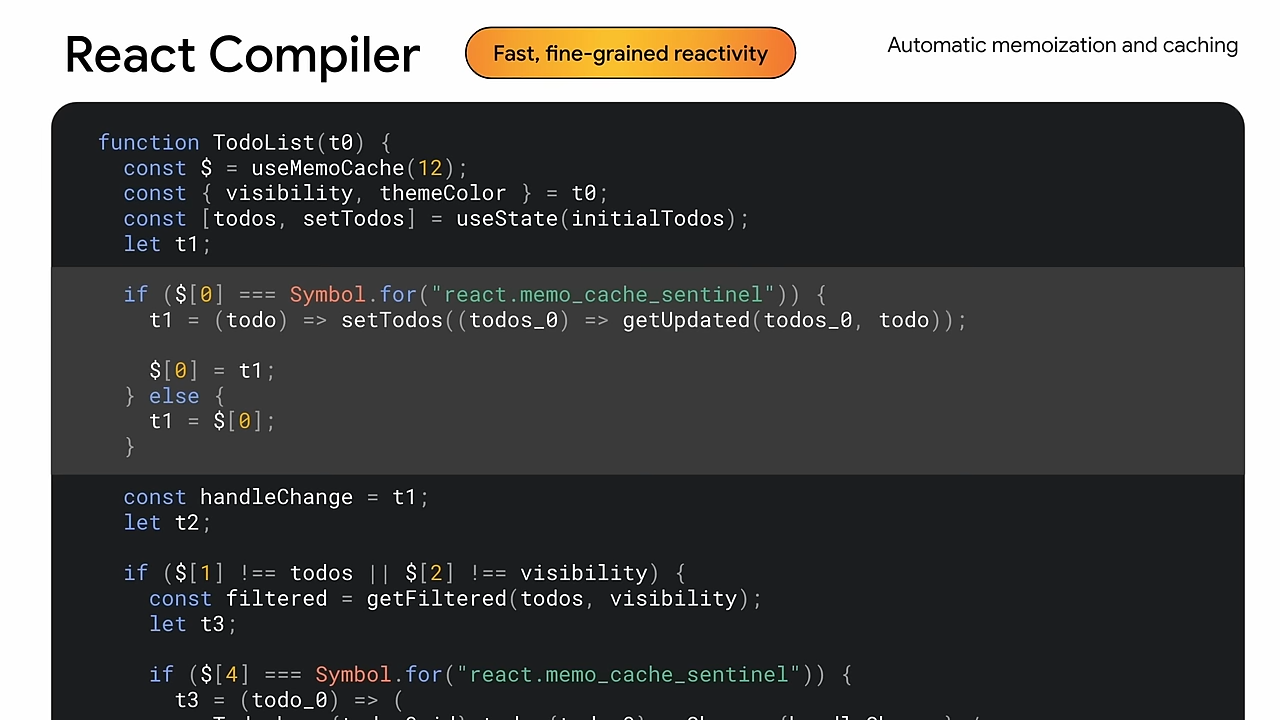 React Compiler
Fast, fine-grained reactivity
Automatic memoization and caching
function TodoList(t0) {
  const $ = useMemoCache(12);
  const { visibility, themeColor } = t0;
  const [todos, setTodos] = useState(initialTodos);
  let t1;
  if ($[0] === Symbol.for("react.memo_cache_sentinel")) {
    t1 = (todo) => setTodos((todos_0) => getUpdated(todos_0, todo));
    $[0] = t1;
  } else {
    t1 = $[0];
  }
  const handleChange = t1;
  let t2;
  if ($[1] !== todos || $[2] !== visibility) {
    const filtered = getFiltered(todos, visibility);
    let t3;
    if ($[4] === Symbol.for("react.memo_cache_sentinel")) {
      t3 = (todo_0) => (